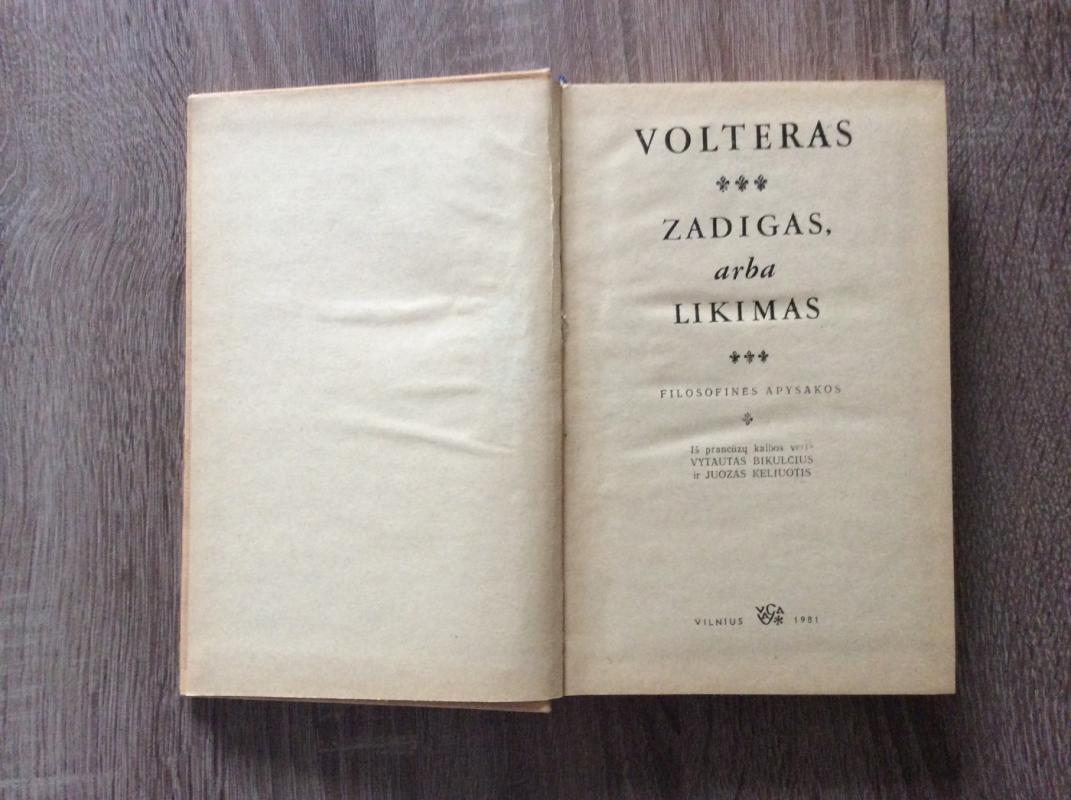 VOLTERAS
ZADIGAS,
arba
LIKIMAS
FILOSOFINĖS APYSAKOS
Iš prancūzų kalbos
VYTAUTAS BIKULČIUS
ir JUOZAS KELIUOTIS
VILNIUS 1981